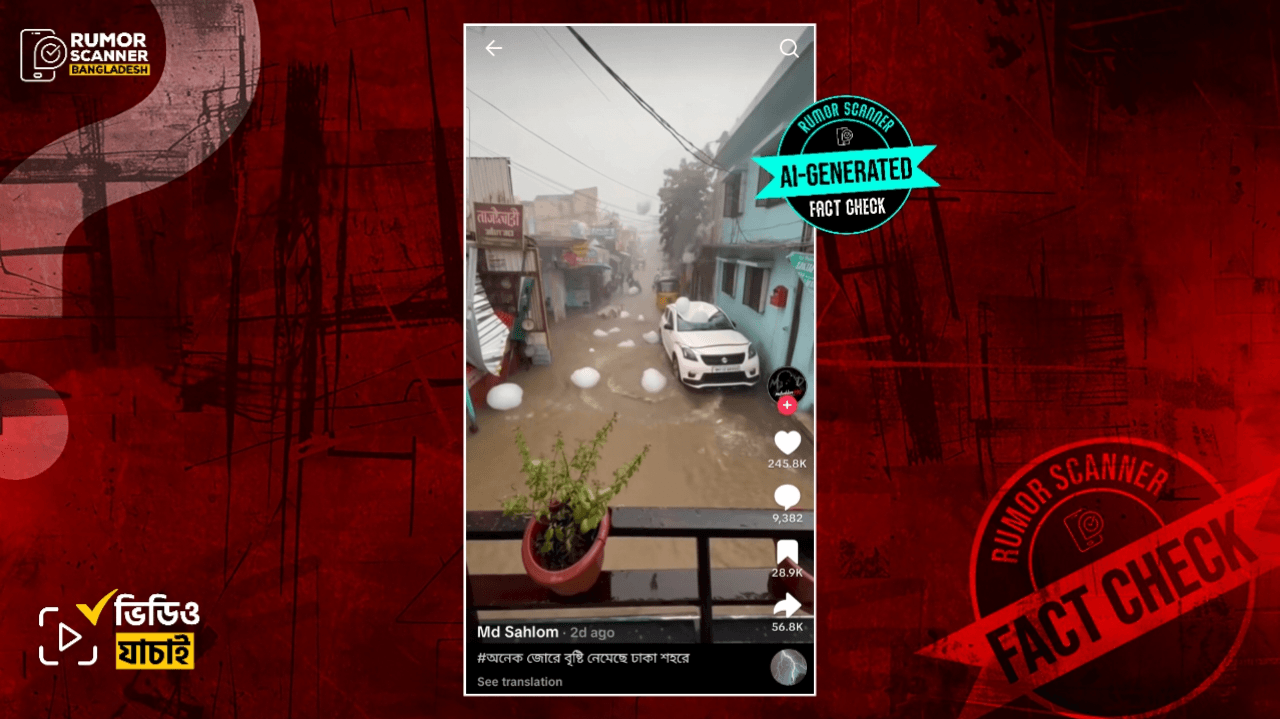 RUMOR
SCANNER
BANGLADESH
RUMOR SCANNER
AI-GENERATED
FACT CHECK
245.8K
9,382
28.9K
56.8K
Md Sahlom · 2d ago
#অনেক জোরে বৃষ্টি নেমেছে ঢাকা শহরে
See translation
ভিডিও
যাচাই
RUMOR SCANNER
FACT CHECK